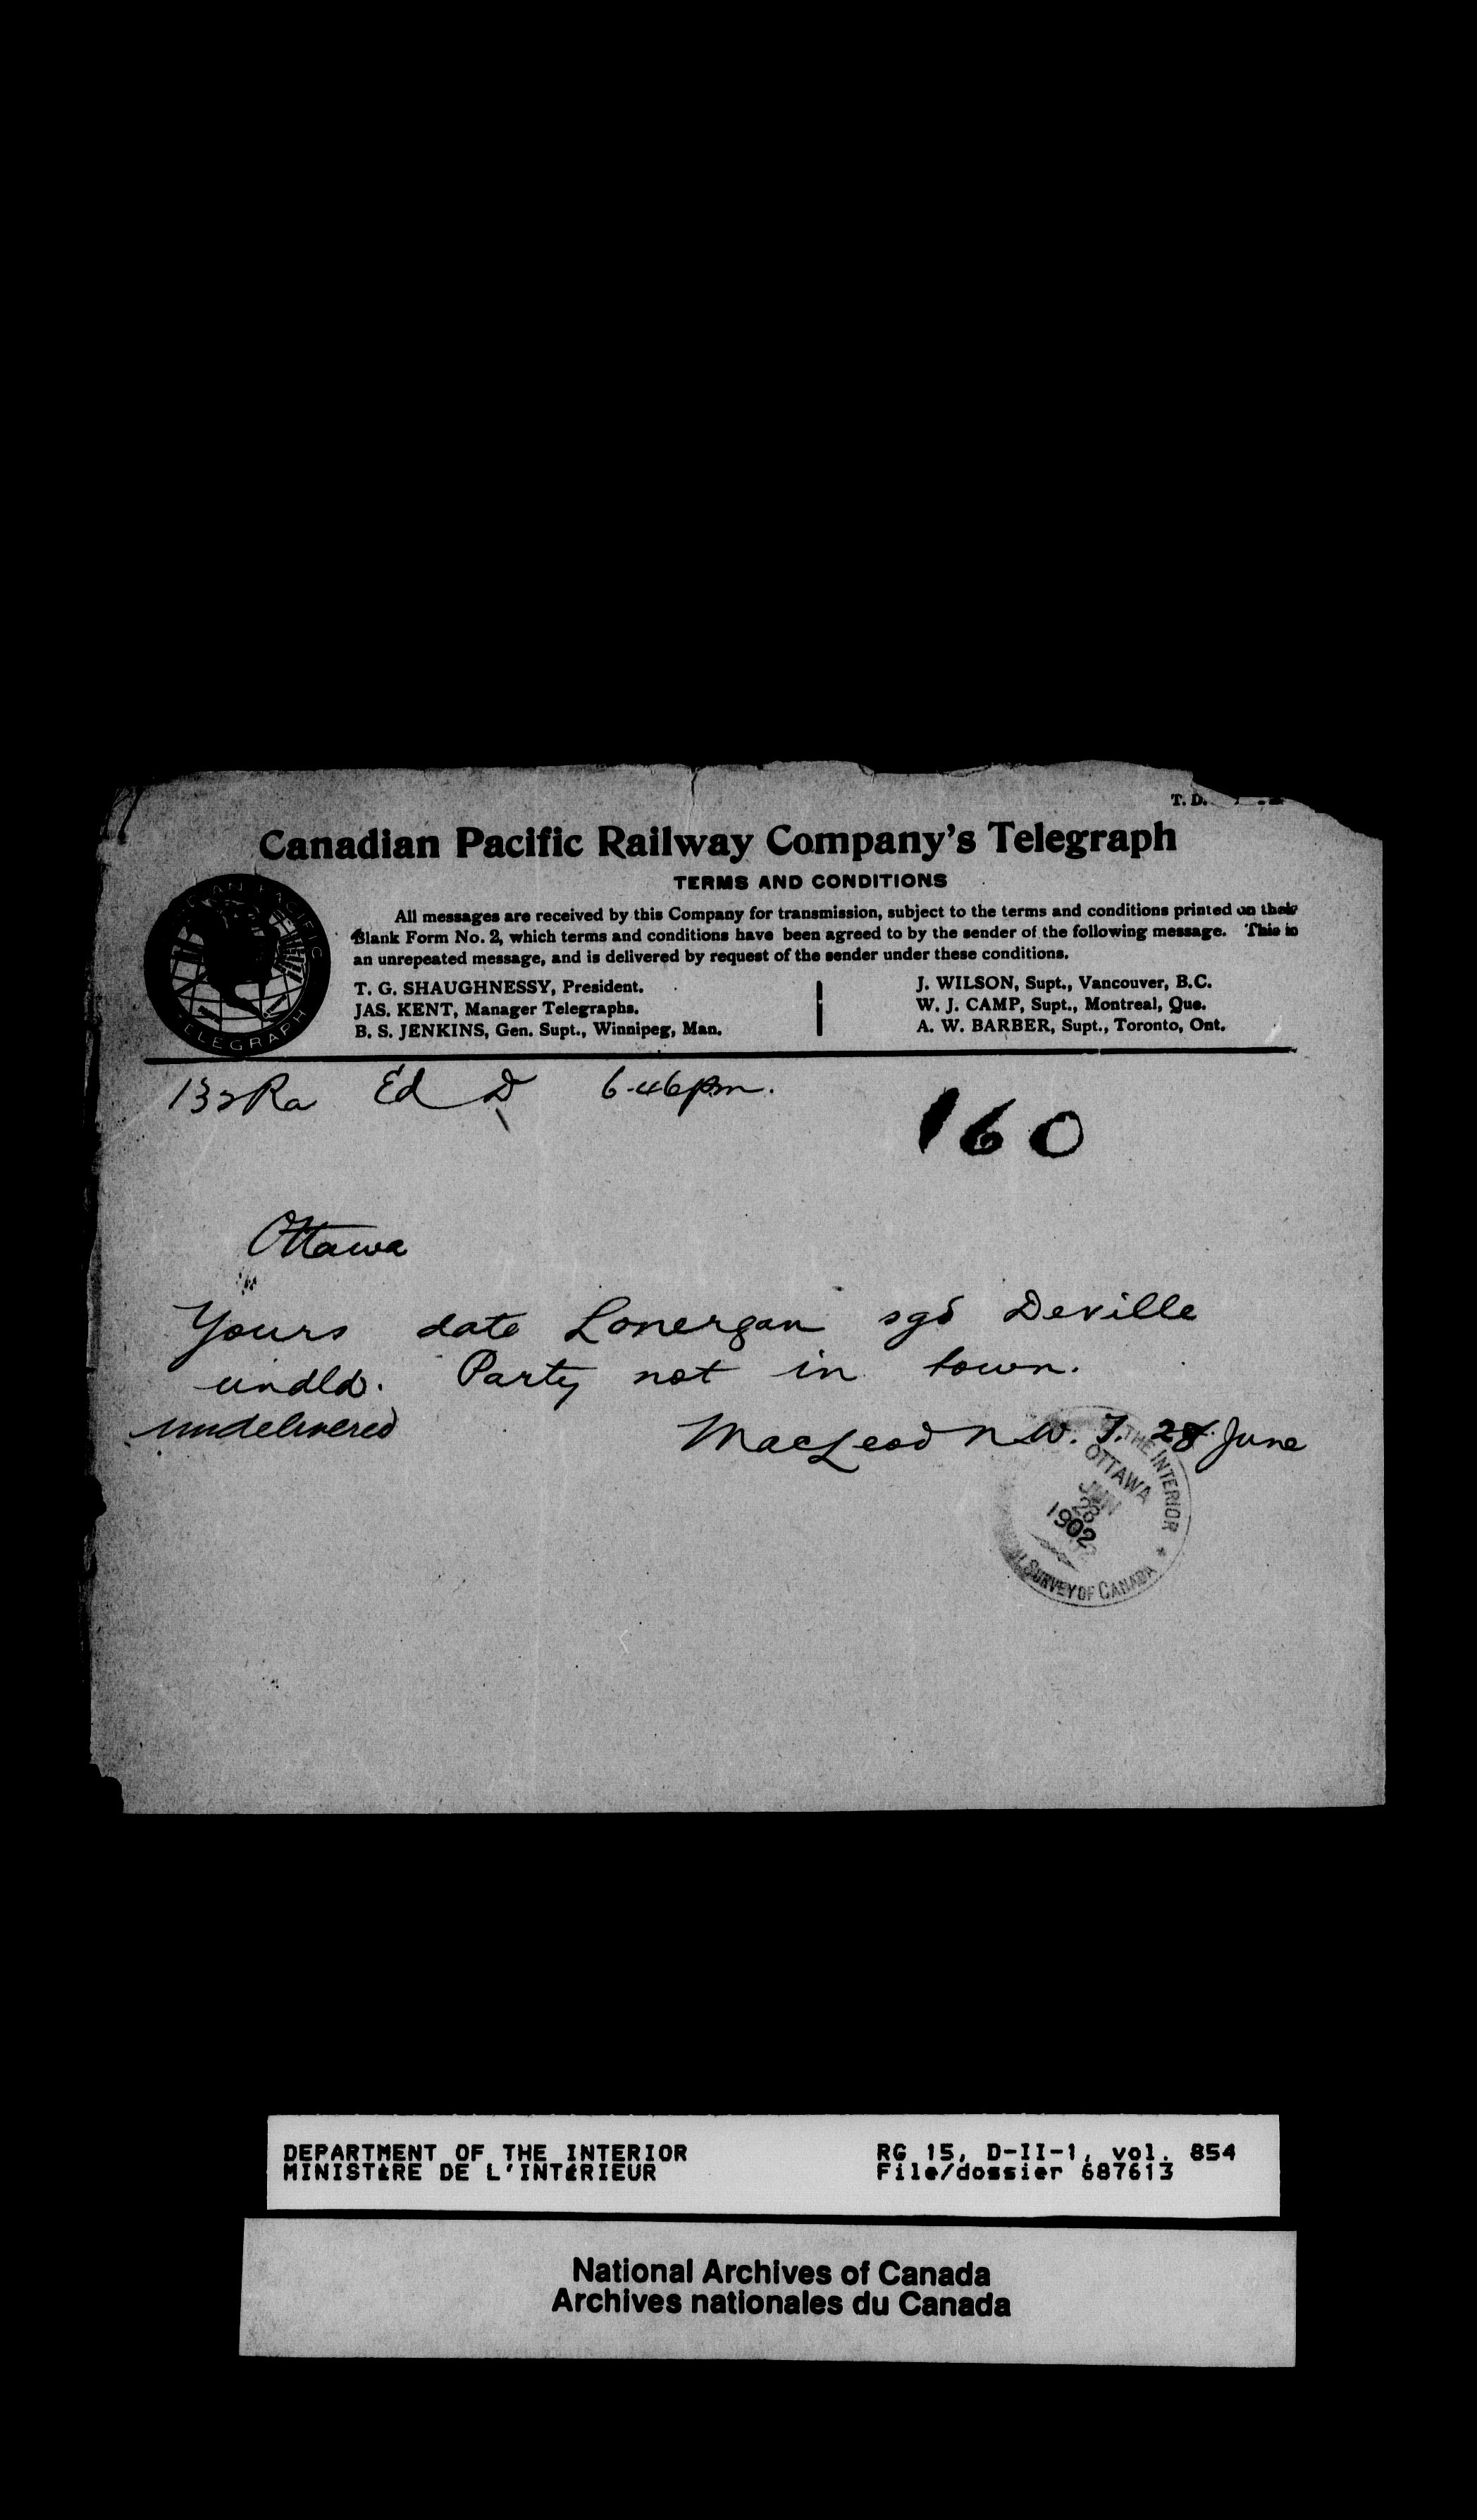 T. D.
Canadian Pacific Railway Company's Telegraph
TERMS AND CONDITIONS
All messages are received by this Company for transmission, subject to the terms and conditions printed on their
Blank Form No. 2, which terms and conditions have been agreed to by the sender of the following message. This is
an unrepeated message, and is delivered by request of the sender under these conditions.
T. G. SHAUGHNESSY, President.
JAS. KENT, Manager Telegraphs.
B. S. JENKINS, Gen. Supt., Winnipeg, Man.
J. WILSON, Supt., Vancouver, B.C.
W. J. CAMP, Supt., Montreal, Que.
A. W. BARBER, Supt., Toronto, Ont.
PACIFIC
TELEGRAPH
Ra Ed D 6-46pm.
160
Ottawa
Yours date Lonergan sgd Deville
undld. Party not in town.
undelivered
MacLeod N.W.T. 28 June
THE INTERIOR
OTTAWA
JUN
28
1902
SURVEY OF CANADA
DEPARTMENT OF THE INTERIOR
MINISTÈRE DE L'INTÉRIEUR
RG 15, D-II-1, vol. 854
File/dossier 687613
National Archives of Canada
Archives nationales du Canada